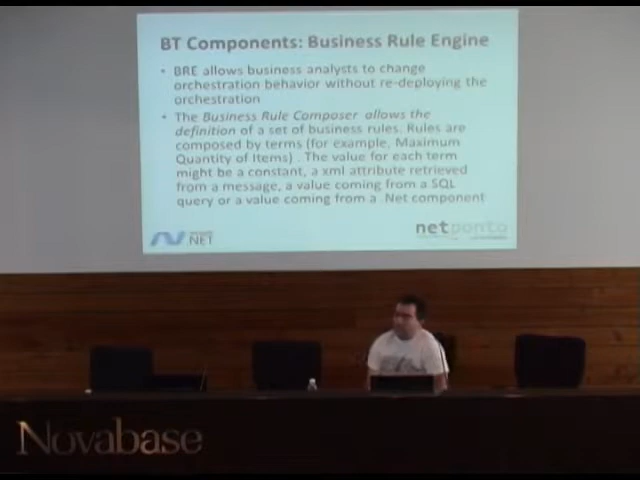 BT Components: Business Rule Engine
• BRE allows business analysts to change
orchestration behavior without re-deploying the
orchestration
• The Business Rule Composer allows the
definition of a set of business rules. Rules are
composed by terms (for example, Maximum
Quantity of Items) . The value for each term
might be a constant, a xml attribute retrieved
from a message, a value coming from a SQL
query or a value coming from a .Net component
NET
netponto
Novabase